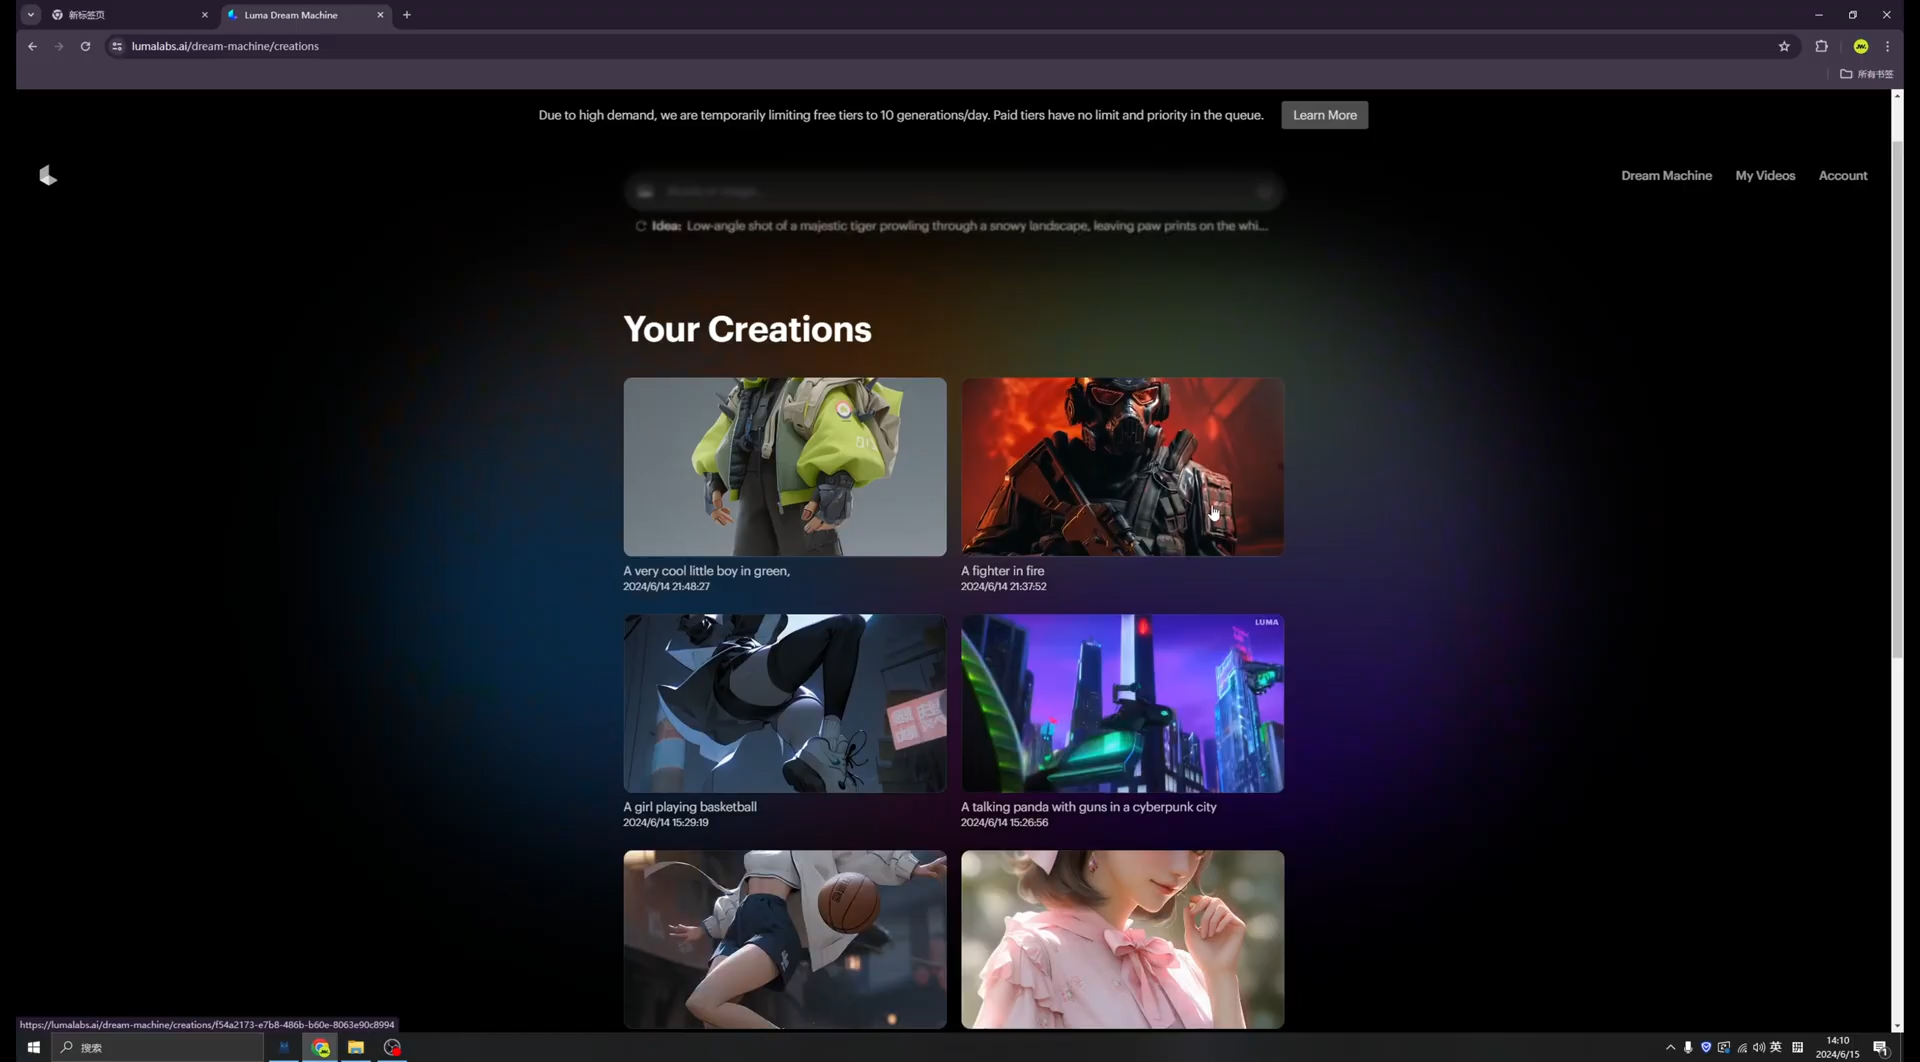 新标签页
Luma Dream Machine
lumalabs.ai/dream-machine/creations
所有书签
Due to high demand, we are temporarily limiting free tiers to 10 generations/day. Paid tiers have no limit and priority in the queue.
Learn More
Dream Machine
My Videos
Account
Idea: Low-angle shot of a majestic tiger prowling through a snowy landscape, leaving paw prints on the whi...
Your Creations
A very cool little boy in green,
2024/6/14 21:48:27
A fighter in fire
2024/6/14 21:37:52
LUMA
A girl playing basketball
2024/6/14 15:29:19
A talking panda with guns in a cyberpunk city
2024/6/14 15:26:56
https://lumalabs.ai/dream-machine/creations/f54a2173-e7b8-486b-b60e-8063e90c8994
搜索
英
拼
14:10
2024/6/15